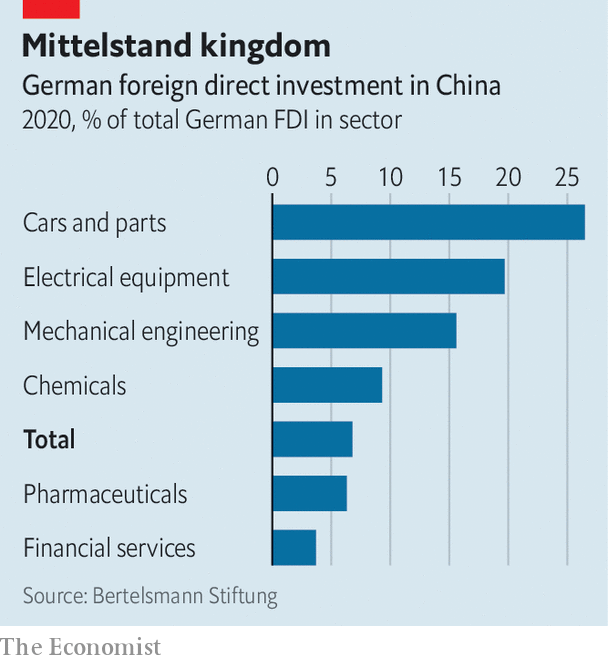 Mittelstand kingdom
German foreign direct investment in China
2020, % of total German FDI in sector
0 5 10 15 20 25
Cars and parts
Electrical equipment
Mechanical engineering
Chemicals
Total
Pharmaceuticals
Financial services
Source: Bertelsmann Stiftung
The Economist